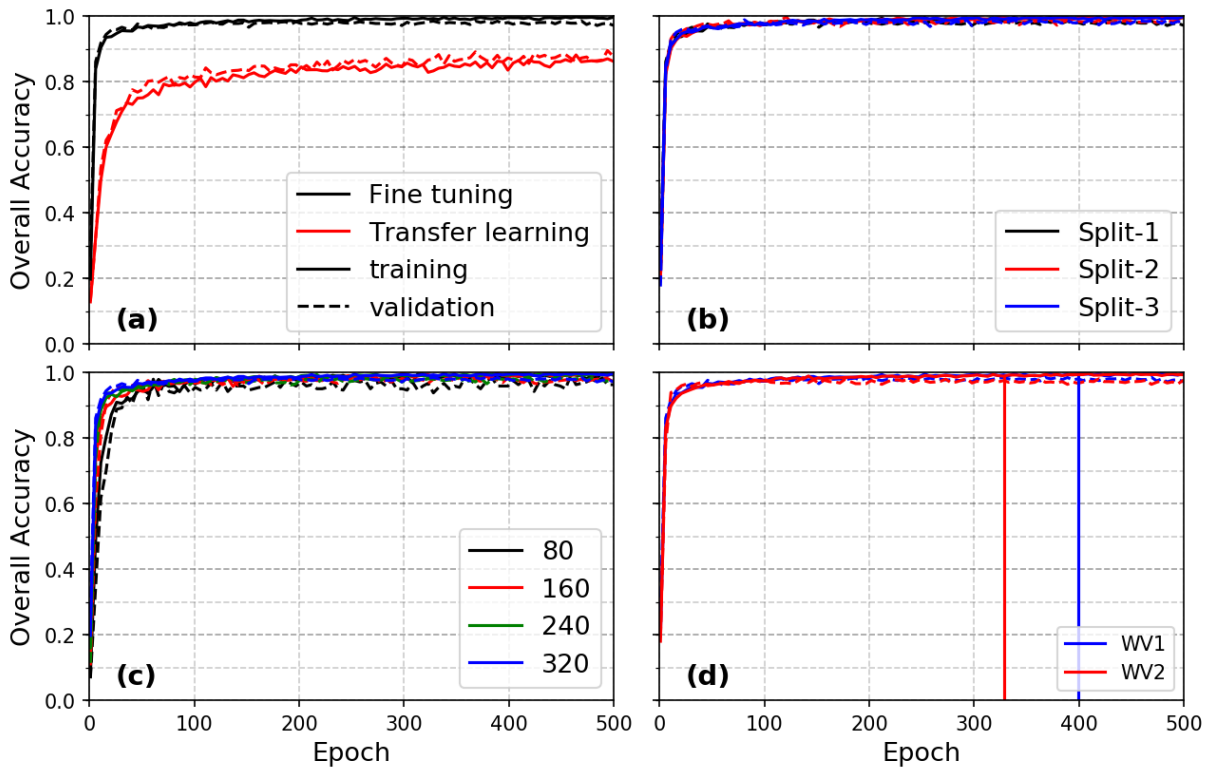 1.0
0.8
0.6
0.4
0.2
0.0
Overall Accuracy
Fine tuning
Transfer learning
training
validation
(a)
Split-1
Split-2
Split-3
(b)
1.0
0.8
0.6
0.4
0.2
0.0
Overall Accuracy
80
160
240
320
(c)
0 100 200 300 400 500
Epoch
WV1
WV2
(d)
0 100 200 300 400 500
Epoch